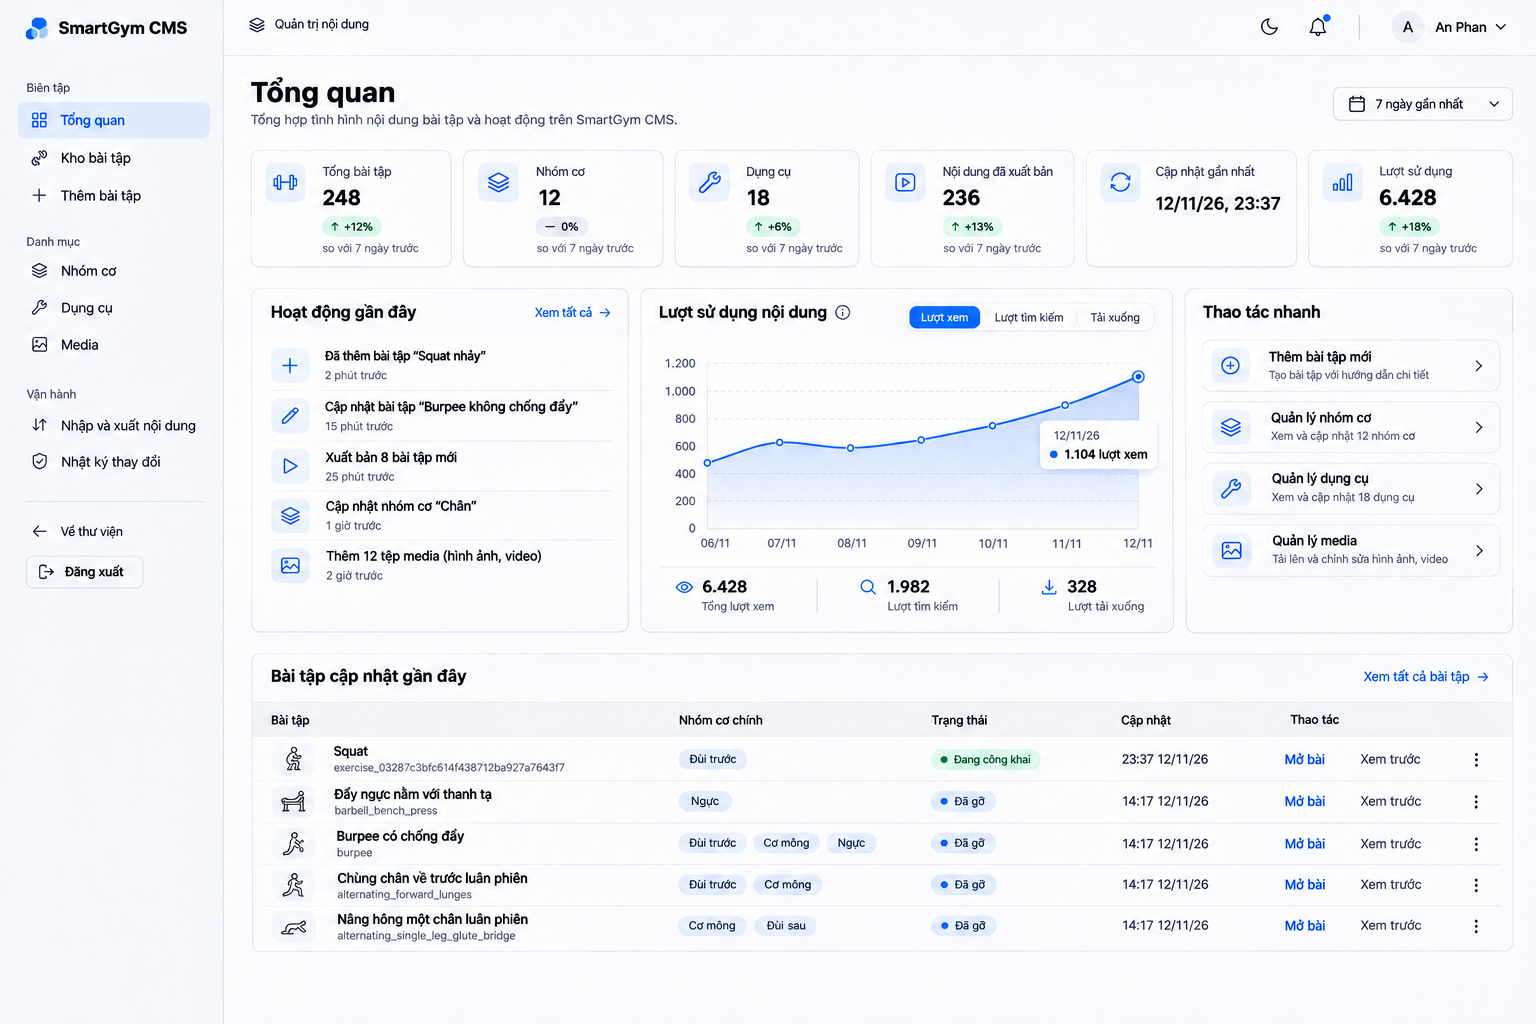 SmartGym CMS
Quản trị nội dung
A An Phan
Biên tập
Tổng quan
Kho bài tập
Thêm bài tập
Danh mục
Nhóm cơ
Dụng cụ
Media
Vận hành
Nhập và xuất nội dung
Nhật ký thay đổi
Về thư viện
Đăng xuất
Tổng quan
Tổng hợp tình hình nội dung bài tập và hoạt động trên SmartGym CMS.
7 ngày gần nhất
Tổng bài tập
248
+12%
so với 7 ngày trước
Nhóm cơ
12
0%
so với 7 ngày trước
Dụng cụ
18
+6%
so với 7 ngày trước
Nội dung đã xuất bản
236
+13%
so với 7 ngày trước
Cập nhật gần nhất
12/11/26, 23:37
Lượt sử dụng
6.428
+18%
so với 7 ngày trước
Hoạt động gần đây
Xem tất cả →
Đã thêm bài tập “Squat nhảy”
2 phút trước
Cập nhật bài tập “Burpee không chống đẩy”
15 phút trước
Xuất bản 8 bài tập mới
25 phút trước
Cập nhật nhóm cơ “Chân”
1 giờ trước
Thêm 12 tệp media (hình ảnh, video)
2 giờ trước
Lượt sử dụng nội dung
Lượt xem
Lượt tìm kiếm
Tải xuống
1.200
1.000
800
600
400
200
0
12/11/26
1.104 lượt xem
06/11 07/11 08/11 09/11 10/11 11/11 12/11
6.428
Tổng lượt xem
1.982
Lượt tìm kiếm
328
Lượt tải xuống
Thao tác nhanh
Thêm bài tập mới
Tạo bài tập với hướng dẫn chi tiết
Quản lý nhóm cơ
Xem và cập nhật 12 nhóm cơ
Quản lý dụng cụ
Xem và cập nhật 18 dụng cụ
Quản lý media
Tải lên và chỉnh sửa hình ảnh, video
Bài tập cập nhật gần đây
Xem tất cả bài tập →
Bài tập Nhóm cơ chính Trạng thái Cập nhật Thao tác
Squat
exercise_03287c3bfc614f438712ba927a7643f7
Đùi trước Đang công khai 23:37 12/11/26 Mở bài Xem trước
Đẩy ngực nằm với thanh tạ
barbell_bench_press
Ngực Đã gỡ 14:17 12/11/26 Mở bài Xem trước
Burpee có chống đẩy
burpee
Đùi trước Cơ mông Ngực Đã gỡ 14:17 12/11/26 Mở bài Xem trước
Chùng chân về trước luân phiên
alternating_forward_lunges
Đùi trước Cơ mông Đã gỡ 14:17 12/11/26 Mở bài Xem trước
Nâng hông một chân luân phiên
alternating_single_leg_glute_bridge
Cơ mông Đùi sau Đã gỡ 14:17 12/11/26 Mở bài Xem trước